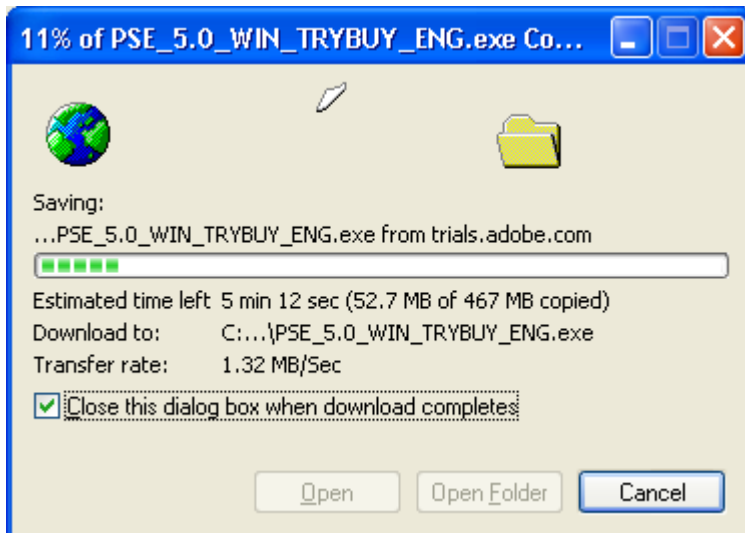 11% of PSE_5.0_WIN_TRYBUY_ENG.exe Co...
Saving:
...PSE_5.0_WIN_TRYBUY_ENG.exe from trials.adobe.com
Estimated time left 5 min 12 sec (52.7 MB of 467 MB copied)
Download to: C:...\PSE_5.0_WIN_TRYBUY_ENG.exe
Transfer rate: 1.32 MB/Sec
Close this dialog box when download completes
Open Open Folder Cancel